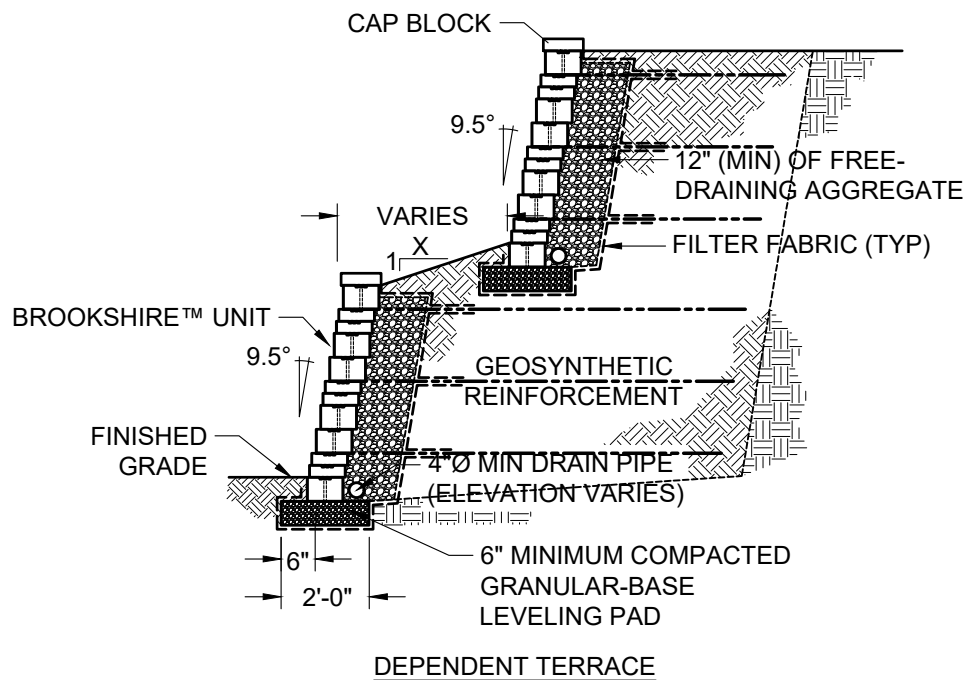 CAP BLOCK
9.5°
12" (MIN) OF FREE-
DRAINING AGGREGATE
VARIES
X
1
FILTER FABRIC (TYP)
BROOKSHIRE™ UNIT
9.5°
GEOSYNTHETIC
REINFORCEMENT
FINISHED
GRADE
4"Ø MIN DRAIN PIPE
(ELEVATION VARIES)
6"
2'-0"
6" MINIMUM COMPACTED
GRANULAR-BASE
LEVELING PAD
DEPENDENT TERRACE